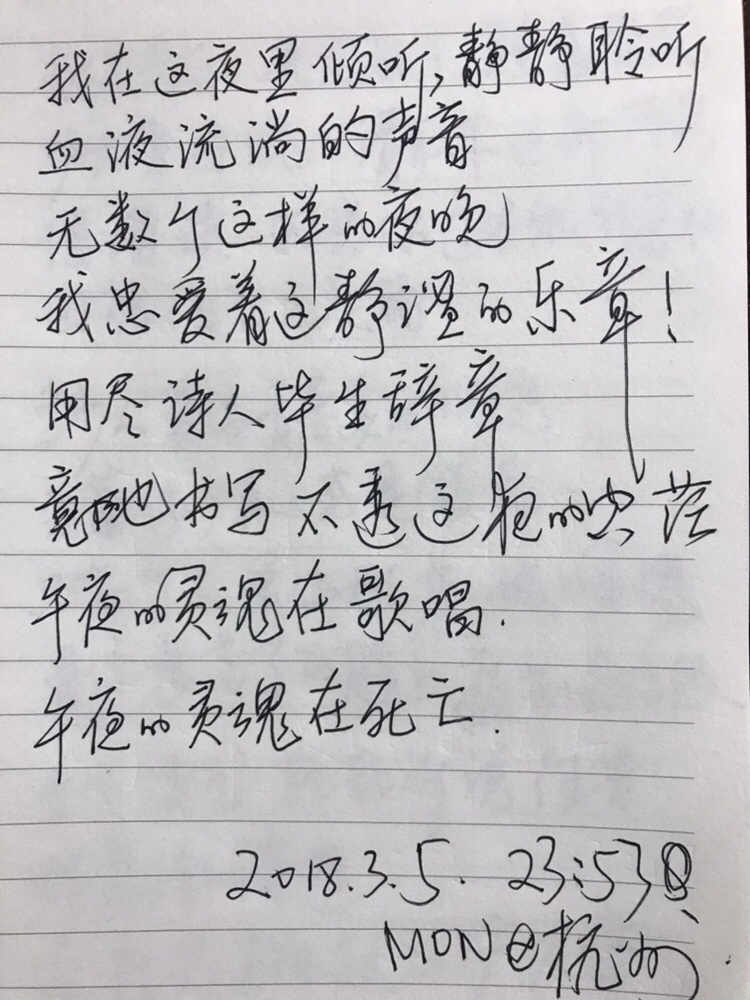 我在这夜里倾听，静静聆听
血液流淌的声音
无数个这样的夜晚
我忠爱着这静谧的乐章！
用尽诗人毕生辞章
竟也书写不透这夜的苍茫
午夜的灵魂在歌唱.
午夜的灵魂在死亡.
2018.3.5. 23:53
MON@杭州